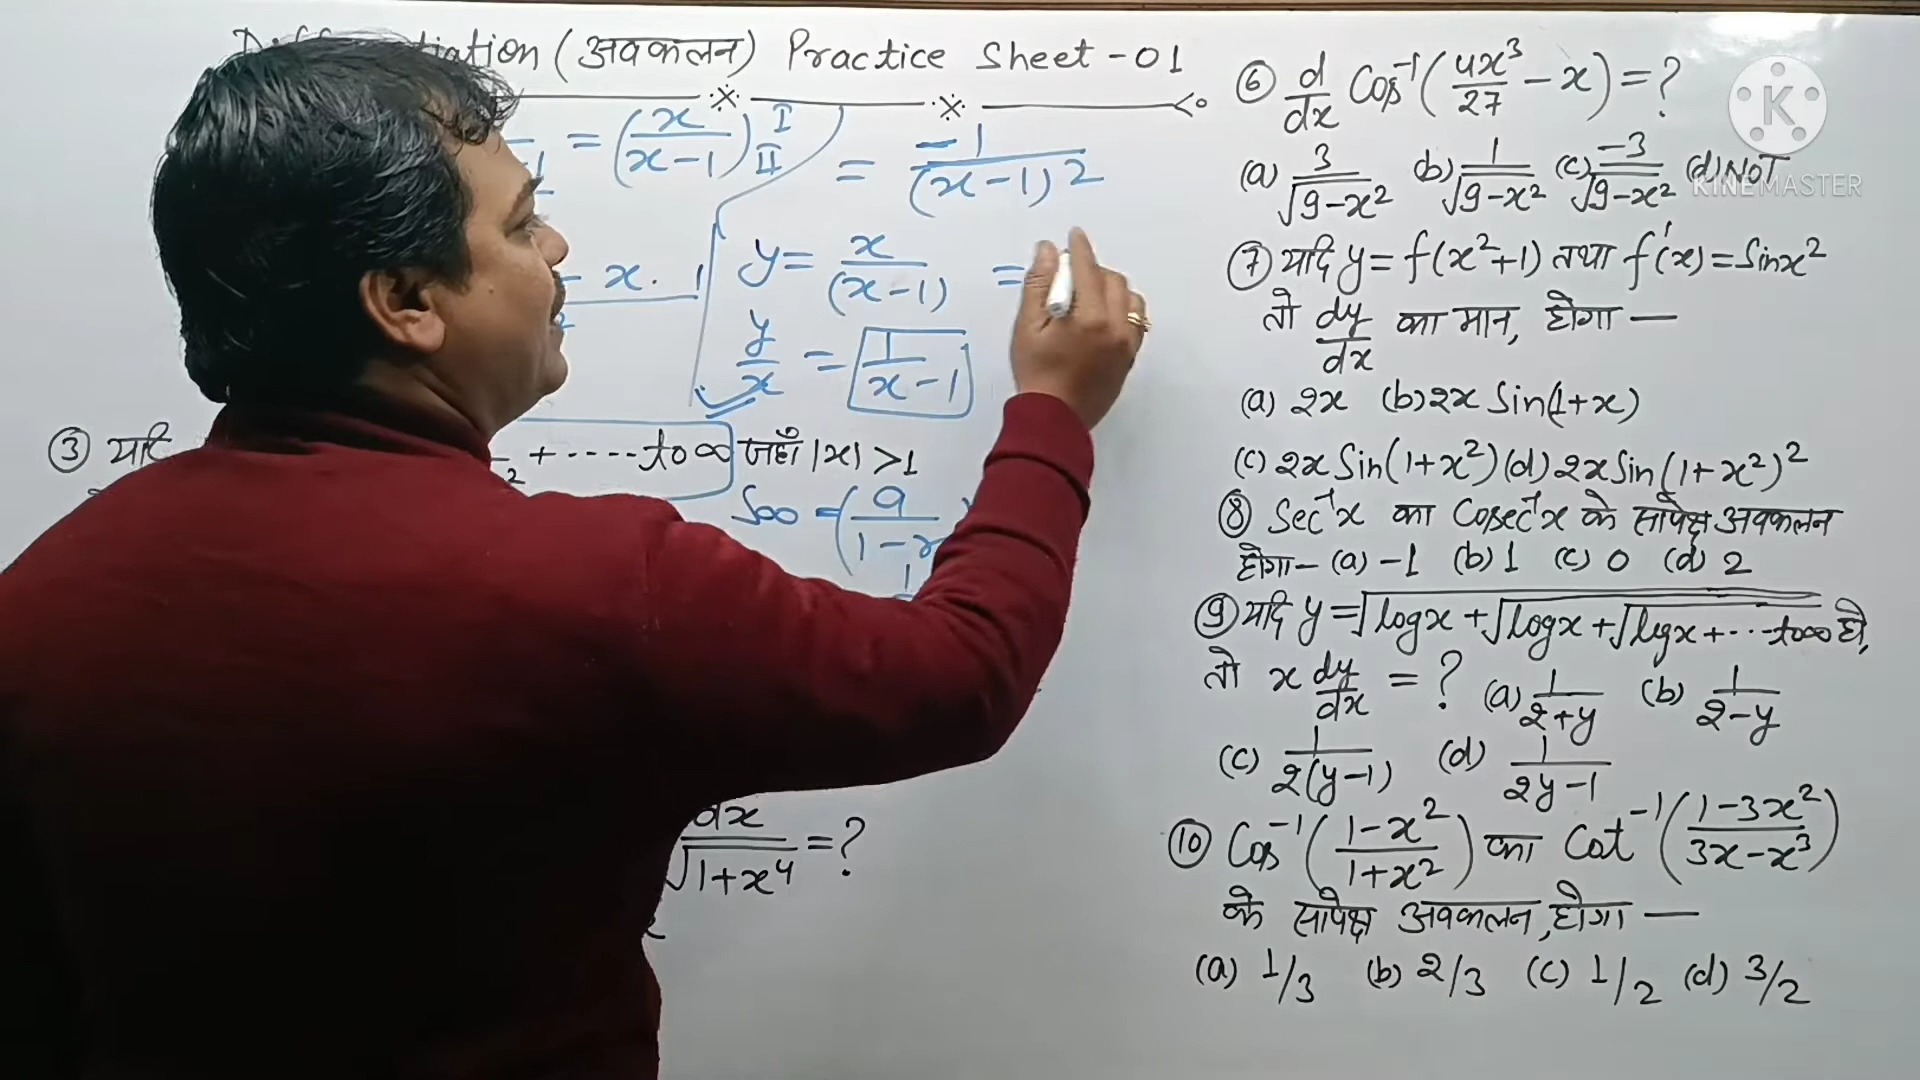 (अवकलन) Practice Sheet - 01
= (x/(x-1)) I II
= -1/(x-1)2
- x. 1
y = x/(x-1) =
y/x = 1/x-1
③ यदि + ..... to ∞ जहाँ |x| > 1
S∞ = (a/1-r
dx
/√1+x⁴ = ?
⑥ d/dx Cos⁻¹(4x³/27 - x) = ?
(a) 3/√9-x² (b) 1/√9-x² (c) -3/√9-x² (d) NOT
K
KINEMASTER
⑦ यदि y = f(x²+1) तथा f'(x) = Sinx²
तो dy/dx का मान, होगा —
(a) 2x (b) 2x Sin(1+x)
(c) 2x Sin(1+x²) (d) 2x Sin(1+x²)²
⑧ Sec⁻¹x का Cosec⁻¹x के सापेक्ष अवकलन
होगा - (a) -1 (b) 1 (c) 0 (d) 2
⑨ यदि y = √logx + √logx + √logx + ... to∞ हो,
तो x dy/dx = ? (a) 1/2+y (b) 1/2-y
(c) 1/2(y-1) (d) 1/2y-1
⑩ Cos⁻¹(1-x²/1+x²) का Cot⁻¹(1-3x²/3x-x³)
के सापेक्ष अवकलन, होगा —
(a) 1/3 (b) 2/3 (c) 1/2 (d) 3/2